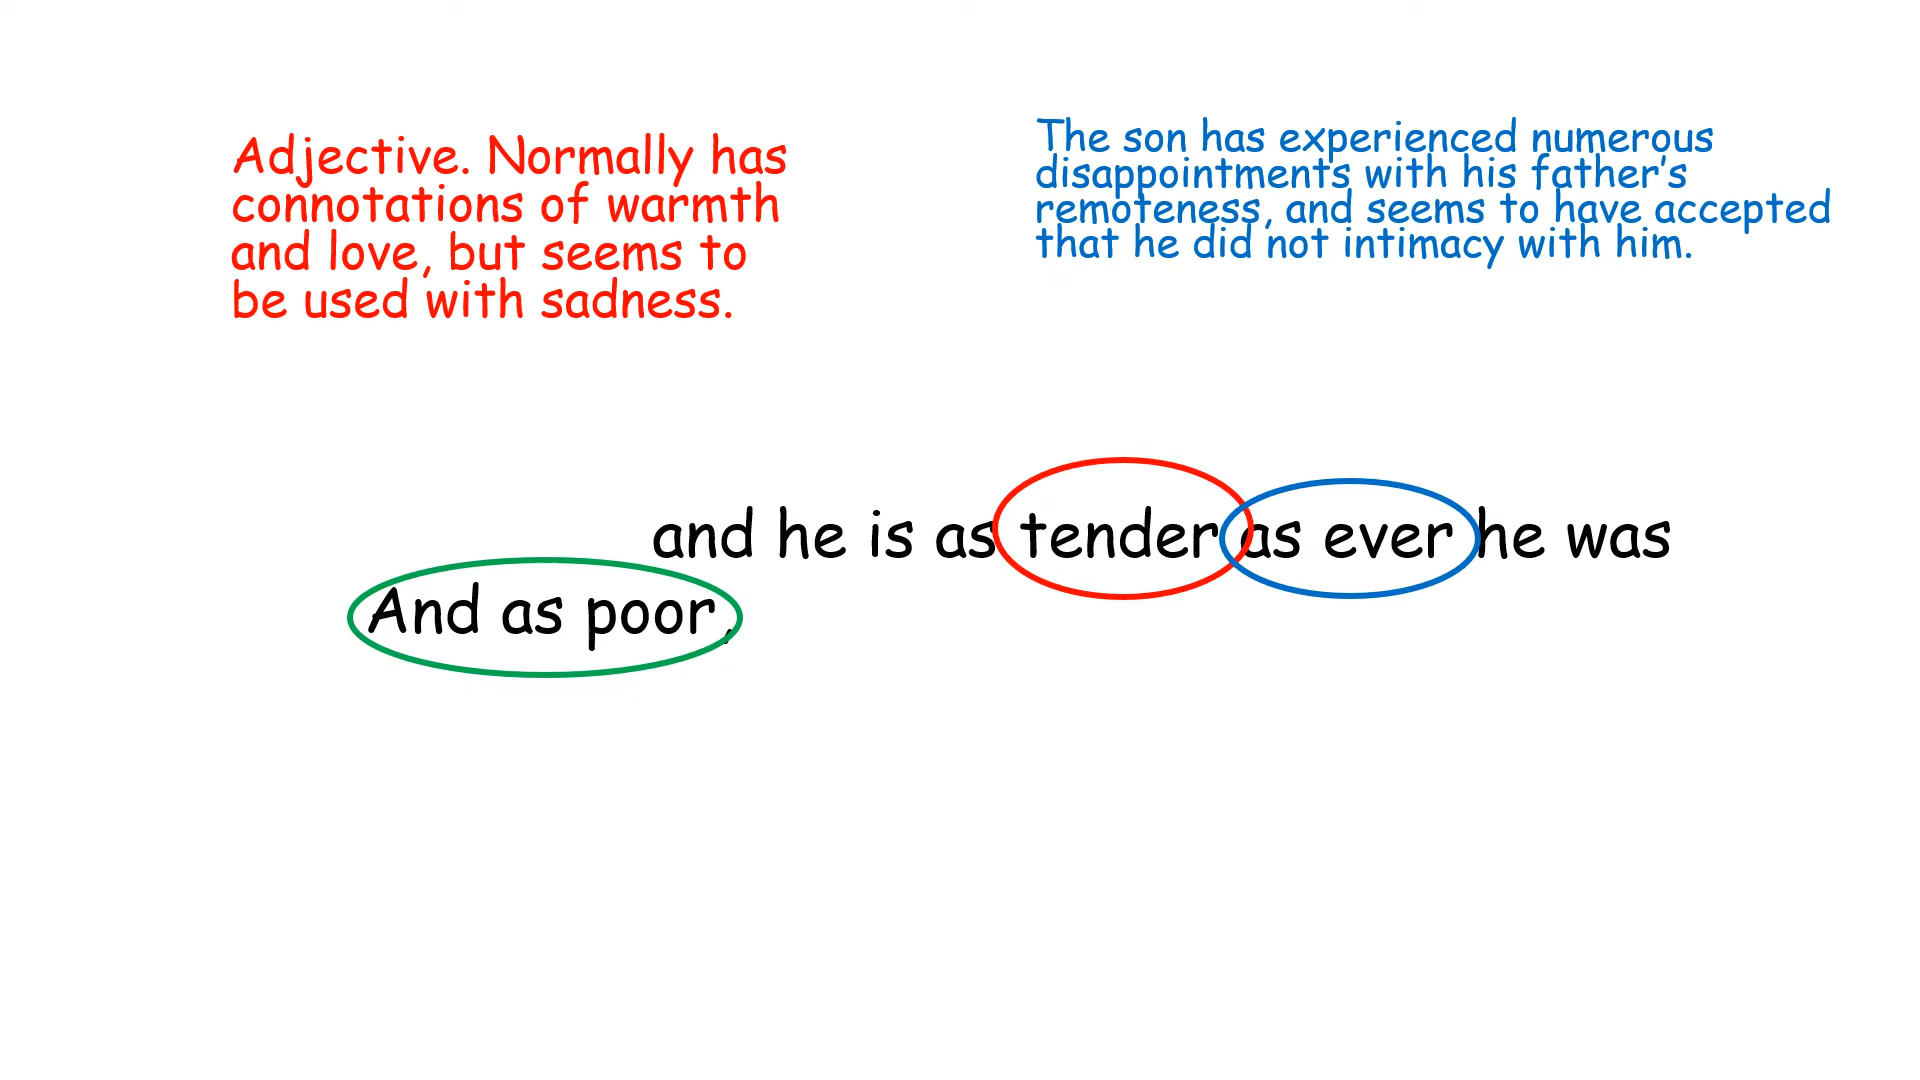 Adjective. Normally has
connotations of warmth
and love, but seems to
be used with sadness.
The son has experienced numerous
disappointments with his father’s
remoteness, and seems to have accepted
that he did not intimacy with him.
and he is as tender as ever he was
And as poor,